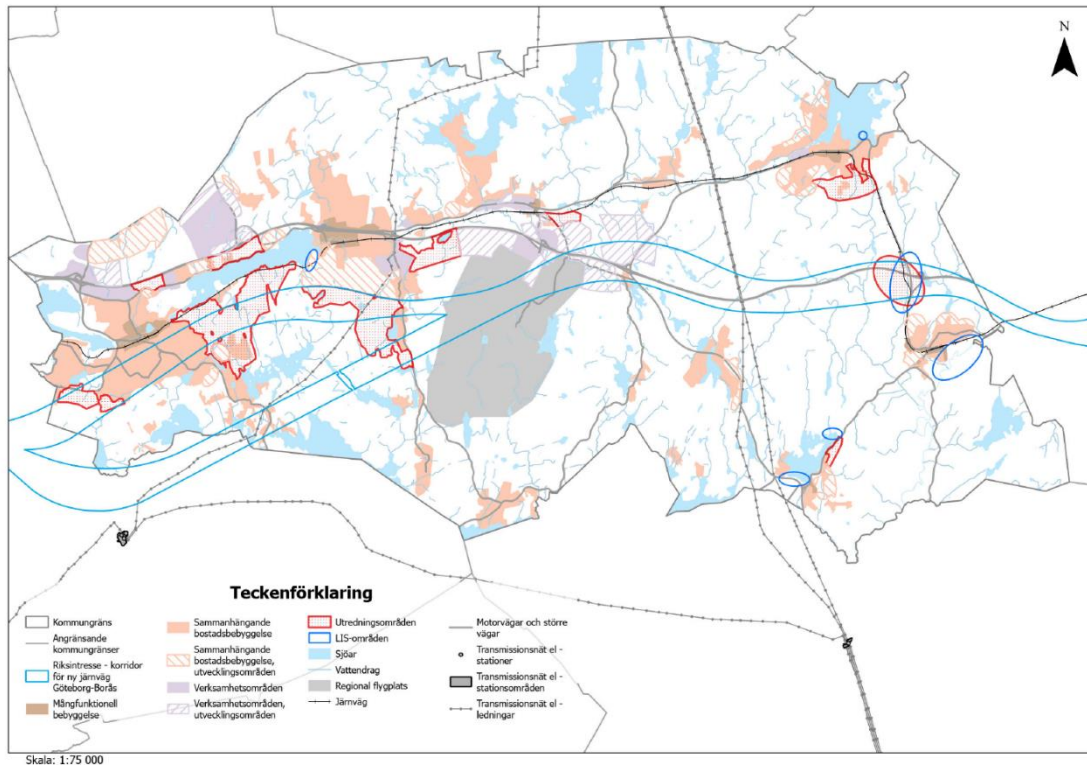 N
Teckenförklaring
Kommungräns
Angränsande
kommungränser
Riksintresse - korridor
för ny järnväg
Göteborg-Borås
Mångfunktionell
bebyggelse
Sammanhängande
bostadsbebyggelse
Sammanhängande
bostadsbebyggelse,
utvecklingsområden
Verksamhetsområden
Verksamhetsområden,
utvecklingsområden
Utredningsområden
LIS-områden
Sjöar
Vattendrag
Regional flygplats
Järnväg
Motorvägar och större
vägar
Transmissionsnät el -
stationer
Transmissionsnät el -
stationsområden
Transmissionsnät el -
ledningar
Skala: 1:75 000